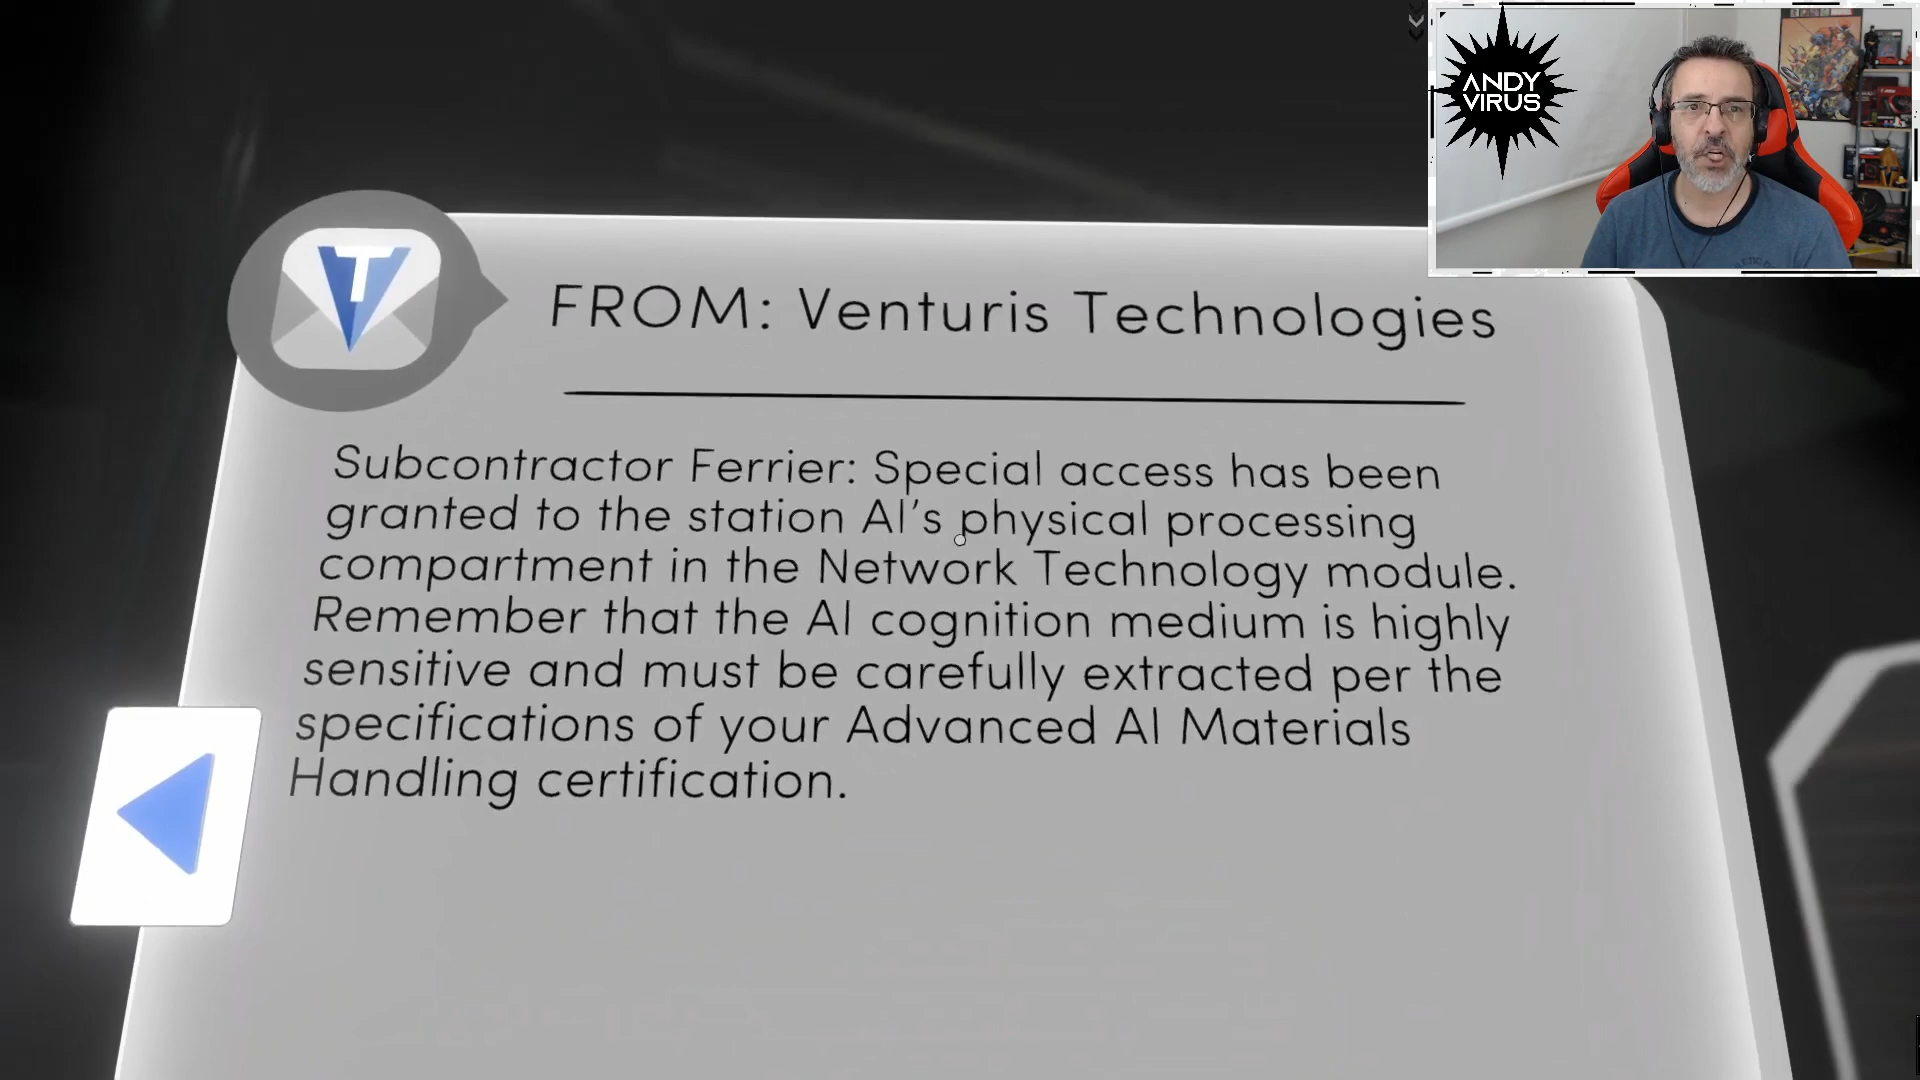 ANDY
VIRUS
T
FROM: Venturis Technologies
Subcontractor Ferrier: Special access has been
granted to the station AI's physical processing
compartment in the Network Technology module.
Remember that the AI cognition medium is highly
sensitive and must be carefully extracted per the
specifications of your Advanced AI Materials
Handling certification.